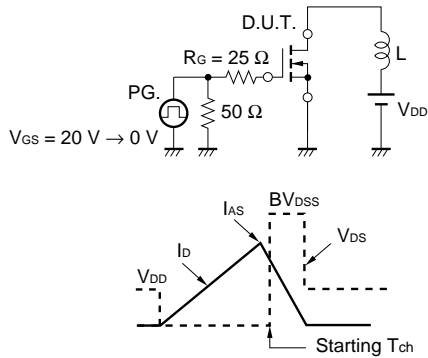 D.U.T.
RG = 25 Ω
L
PG.
50 Ω
VDD
VGS = 20 V → 0 V
BVDSS
IAS
VDS
ID
VDD
Starting Tch